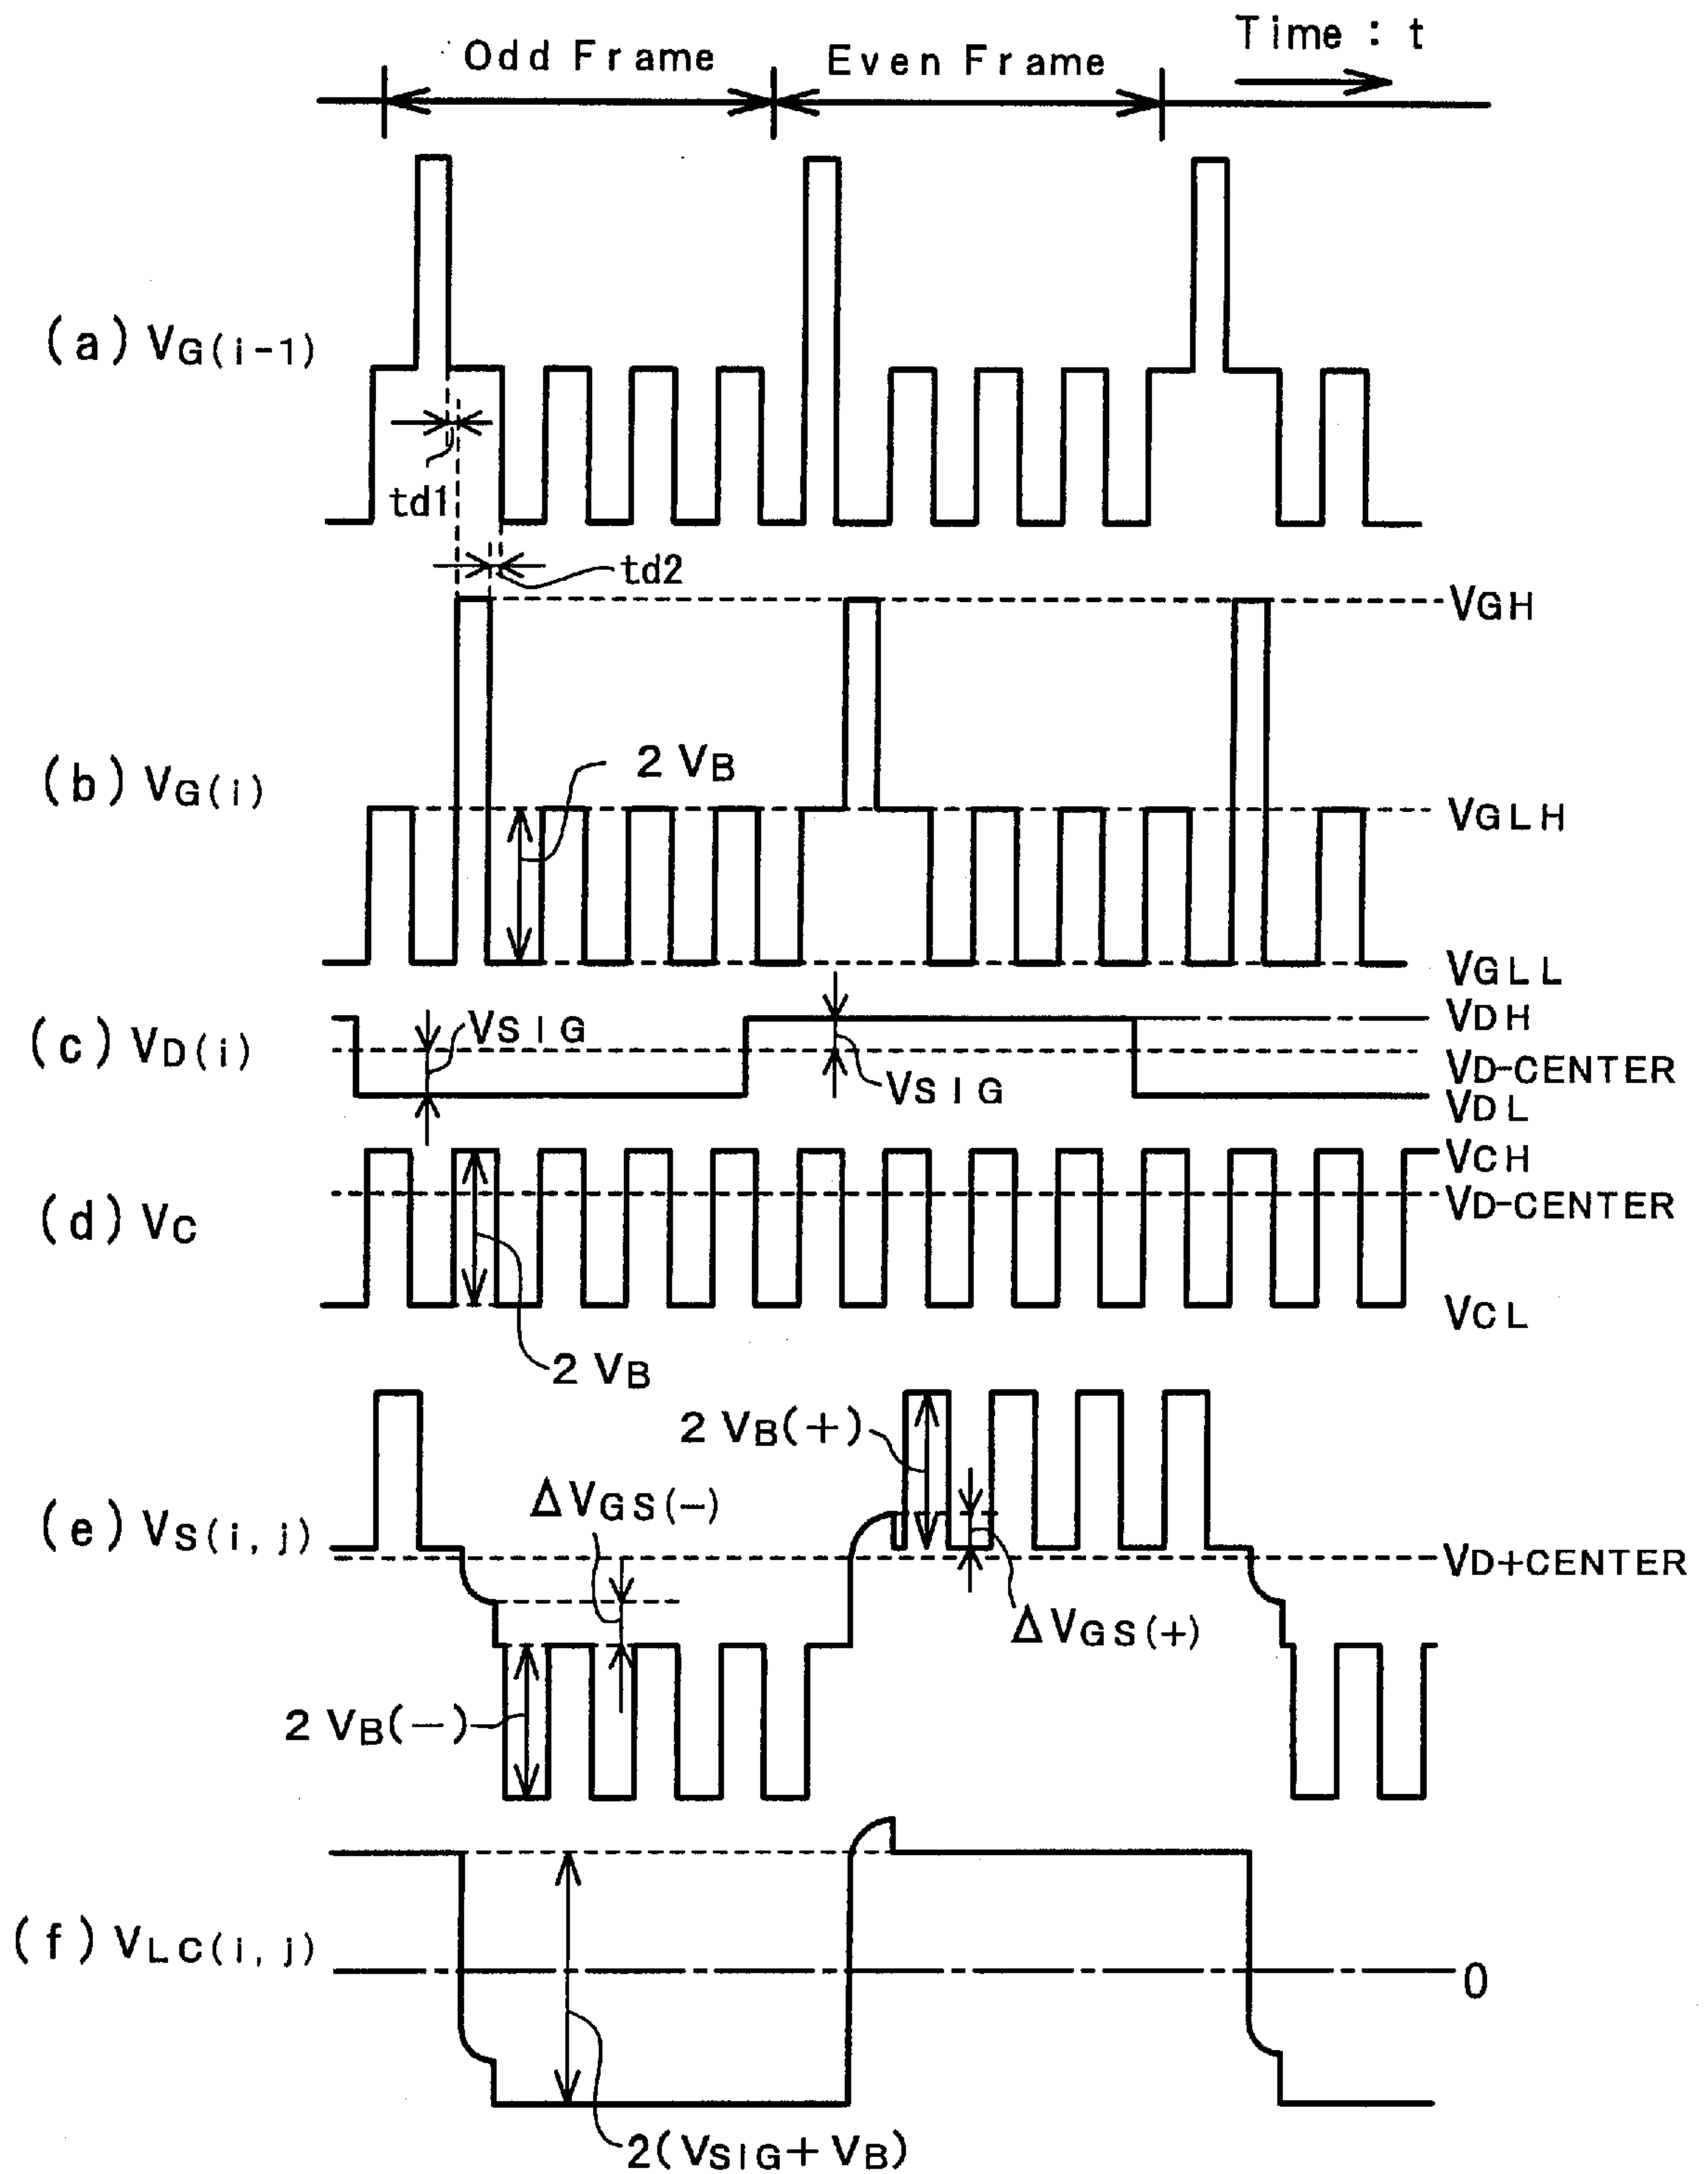 Time : t
Odd Frame
Even Frame
(a) VG(i-1)
td1
td2
VGH
(b) VG(i)
2 VB
VGLH
VGLL
(c) VD(i)
VSIG
VSIG
VDH
VD-CENTER
VDL
(d) VC
VCH
VD-CENTER
VCL
2 VB
2 VB(+)
ΔVGS(-)
(e) VS(i, j)
VD+CENTER
ΔVGS(+)
2 VB(-)
(f) VLC(i, j)
0
2(VSIG+VB)